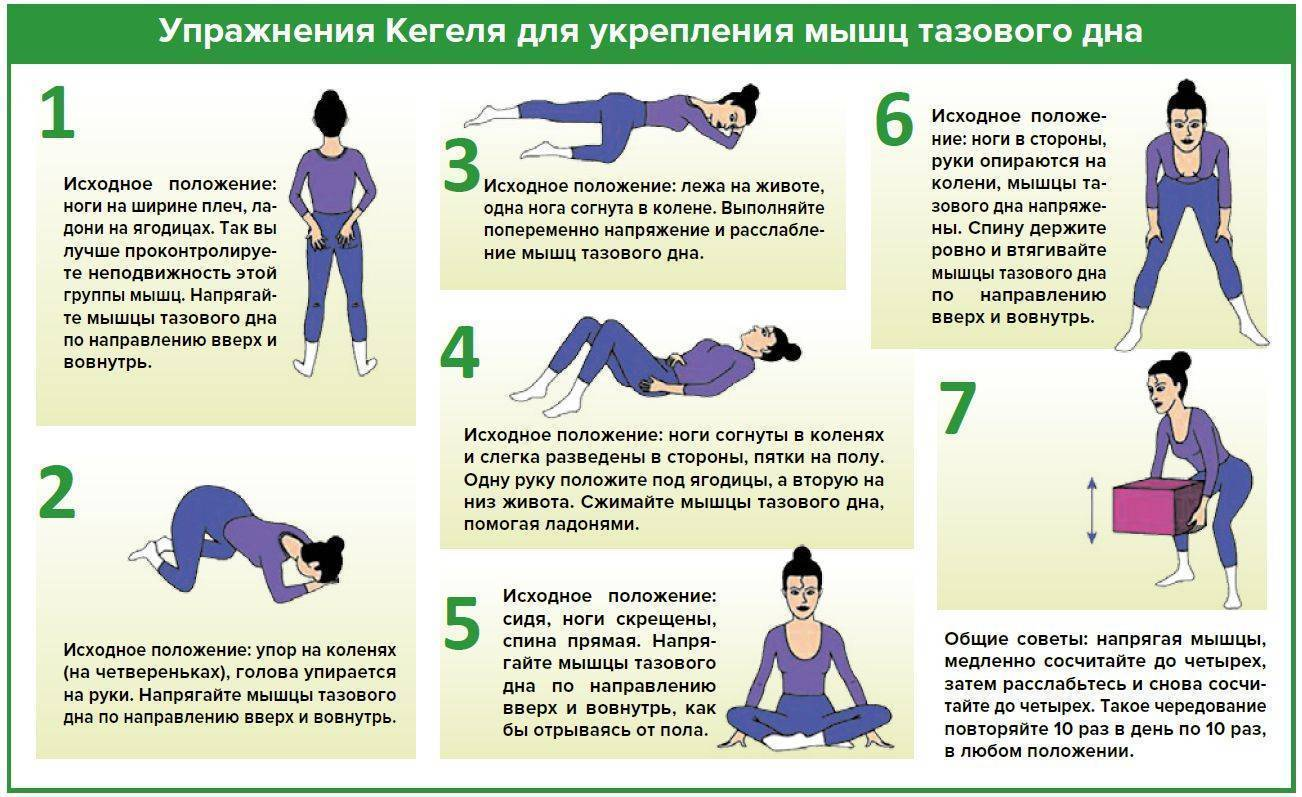 Упражнения Кегеля для укрепления мышц тазового дна
1
Исходное положение:
ноги на ширине плеч, ла-
дони на ягодицах. Так вы
лучше проконтролируе-
те неподвижность этой
группы мышц. Напрягай-
те мышцы тазового дна
по направлению вверх и
вовнутрь.
2
Исходное положение: упор на коленях
(на четвереньках), голова упирается
на руки. Напрягайте мышцы тазового
дна по направлению вверх и вовнутрь.
3
Исходное положение: лежа на животе,
одна нога согнута в колене. Выполняйте
попеременно напряжение и расслабле-
ние мышц тазового дна.
4
Исходное положение: ноги согнуты в коленях
и слегка разведены в стороны, пятки на полу.
Одну руку положите под ягодицы, а вторую на
низ живота. Сжимайте мышцы тазового дна,
помогая ладонями.
5
Исходное положение:
сидя, ноги скрещены,
спина прямая. Напря-
гайте мышцы тазового
дна по направлению
вверх и вовнутрь, как
бы отрываясь от пола.
6
Исходное положе-
ние: ноги в стороны,
руки опираются на
колени, мышцы та-
зового дна напряже-
ны. Спину держите
ровно и втягивайте
мышцы тазового дна
по направлению
вверх и вовнутрь.
7
Общие советы: напрягая мышцы,
медленно сосчитайте до четырех,
затем расслабьтесь и снова сосчи-
тайте до четырех. Такое чередование
повторяйте 10 раз в день по 10 раз,
в любом положении.